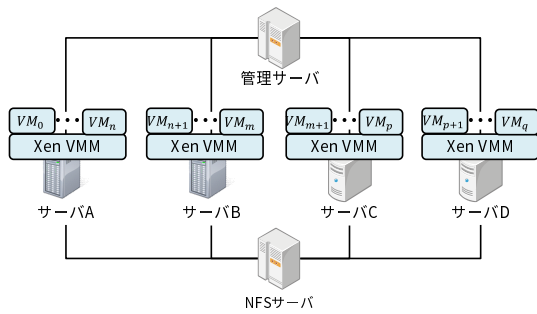 管理サーバ
VM₀ ••• VMₙ VMₙ₊₁ ••• VMₘ VMₘ₊₁ ••• VMₚ VMₚ₊₁ ••• VM_q
Xen VMM Xen VMM Xen VMM Xen VMM
サーバA サーバB サーバC サーバD
NFSサーバ